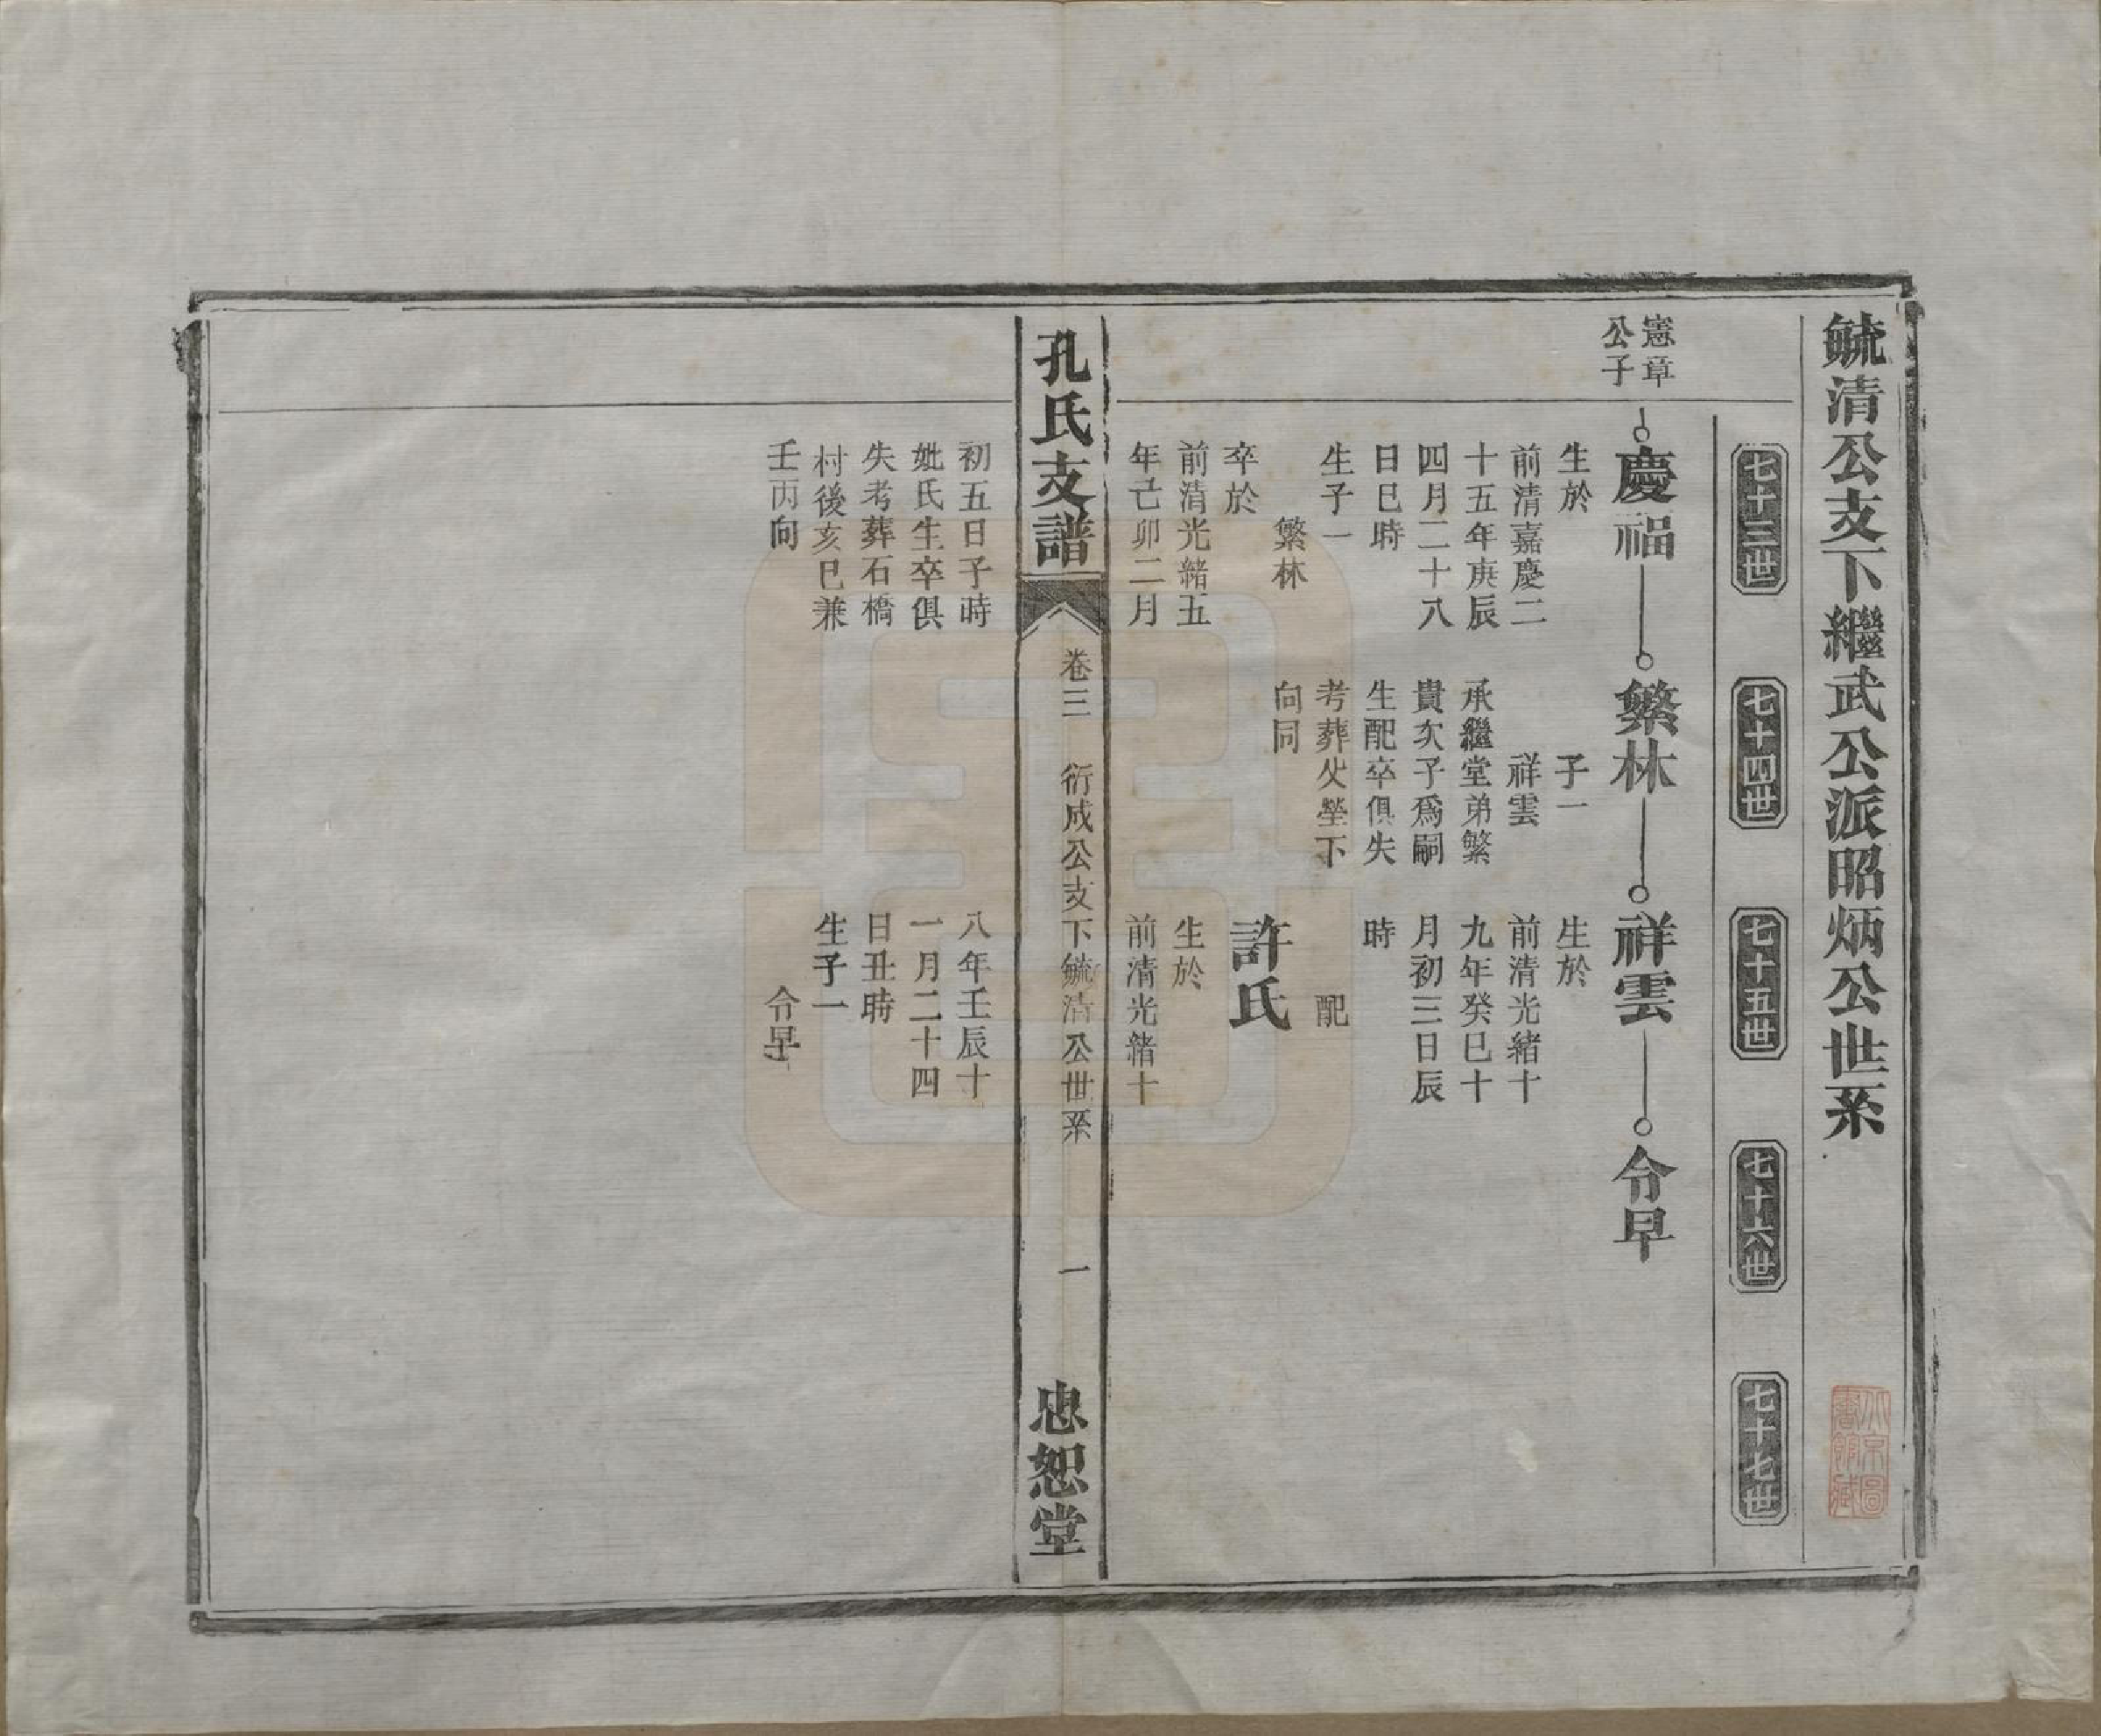 毓清公支下繼武公派昭炳公世系
七十三世
七十四世
七十五世
七十六世
七十七世
憲章
公子
慶福
繁林
祥雲
令早
生於
前清嘉慶二
十五年庚辰
四月二十八
日巳時
生子一
繁林
卒於
前清光緒五
年己卯二月
子一
祥雲
承繼堂弟繁
貴次子爲嗣
生配卒俱失
考葬父塋下
向同
生於
前清光緒十
九年癸巳十
月初三日辰
時
配
許氏
生於
前清光緒十
孔氏支譜
卷三
衍成公支下毓清公世系
一
忠恕堂
初五日子時
妣氏生卒俱
失考葬石橋
村後亥巳兼
壬丙向
八年壬辰十
一月二十四
日丑時
生子一
令早